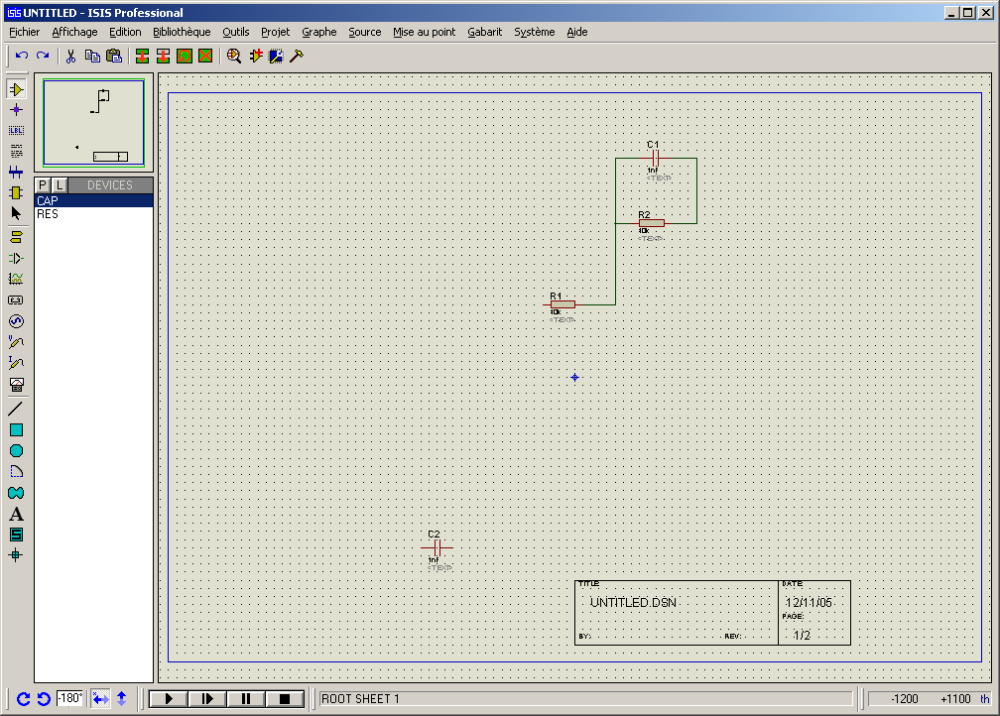 ISIS UNTITLED - ISIS Professional
Fichier Affichage Edition Bibliothèque Outils Projet Graphe Source Mise au point Gabarit Système Aide
LBL
P L DEVICES
CAP
RES
C1
1nF
<TEXT>
R2
10k
<TEXT>
R1
10k
<TEXT>
V
I
A
S
C2
1nF
<TEXT>
TITLE: DATE:
UNTITLED.DSN 12/11/05
PAGE:
BY: REV: 1/2
-180° ROOT SHEET 1 -1200 +1100 th